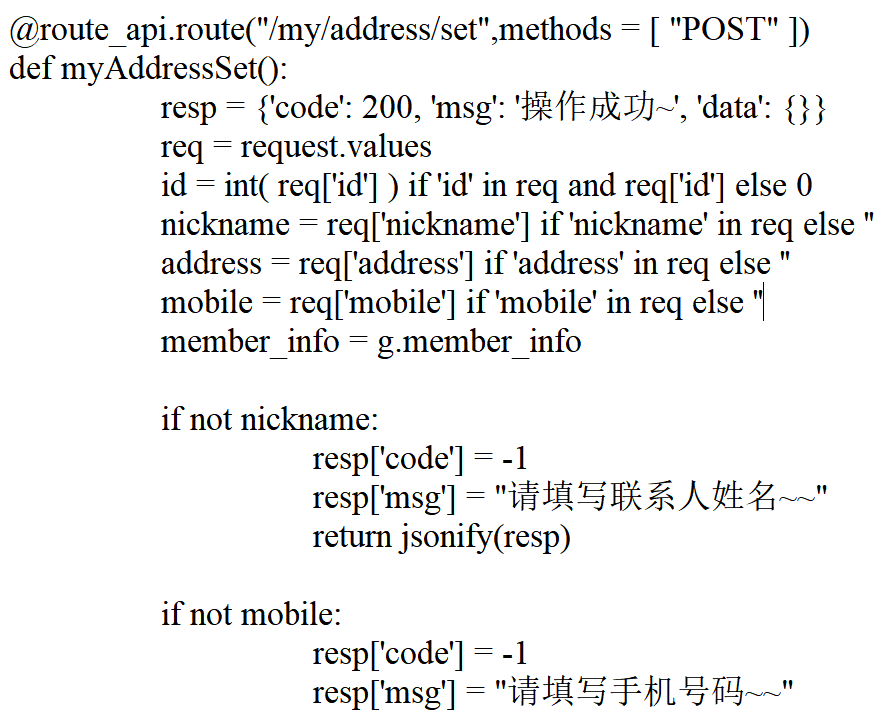 @route_api.route("/my/address/set",methods = [ "POST" ])
def myAddressSet():
resp = {'code': 200, 'msg': '操作成功~', 'data': {}}
req = request.values
id = int( req['id'] ) if 'id' in req and req['id'] else 0
nickname = req['nickname'] if 'nickname' in req else ''
address = req['address'] if 'address' in req else ''
mobile = req['mobile'] if 'mobile' in req else ''
member_info = g.member_info
if not nickname:
resp['code'] = -1
resp['msg'] = "请填写联系人姓名~~"
return jsonify(resp)
if not mobile:
resp['code'] = -1
resp['msg'] = "请填写手机号码~~"